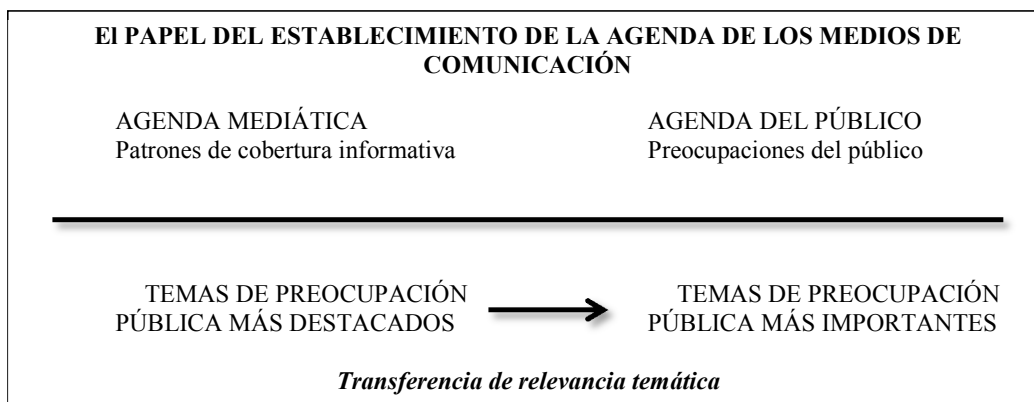 El PAPEL DEL ESTABLECIMIENTO DE LA AGENDA DE LOS MEDIOS DE
COMUNICACIÓN
AGENDA MEDIÁTICA
Patrones de cobertura informativa
AGENDA DEL PÚBLICO
Preocupaciones del público
TEMAS DE PREOCUPACIÓN
PÚBLICA MÁS DESTACADOS
TEMAS DE PREOCUPACIÓN
PÚBLICA MÁS IMPORTANTES
Transferencia de relevancia temática